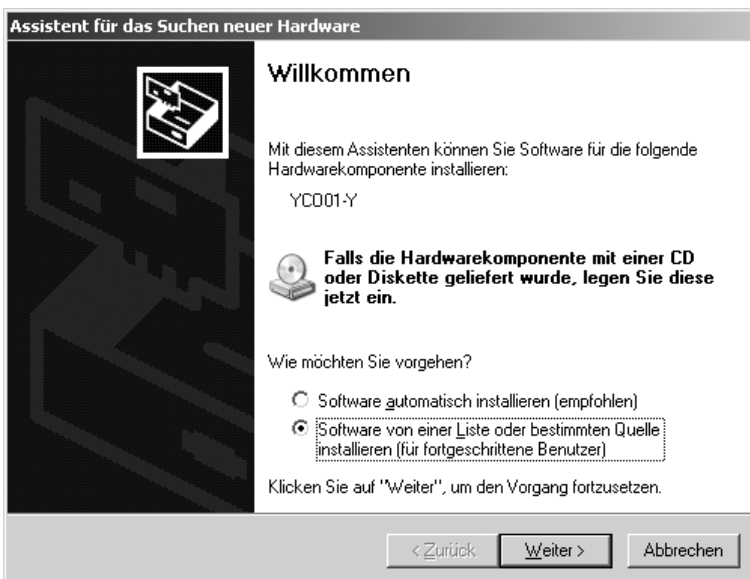 Assistent für das Suchen neuer Hardware
Willkommen
Mit diesem Assistenten können Sie Software für die folgende
Hardwarekomponente installieren:
YC001-Y
Falls die Hardwarekomponente mit einer CD
oder Diskette geliefert wurde, legen Sie diese
jetzt ein.
Wie möchten Sie vorgehen?
Software automatisch installieren (empfohlen)
Software von einer Liste oder bestimmten Quelle
installieren (für fortgeschrittene Benutzer)
Klicken Sie auf "Weiter", um den Vorgang fortzusetzen.
< Zurück Weiter > Abbrechen